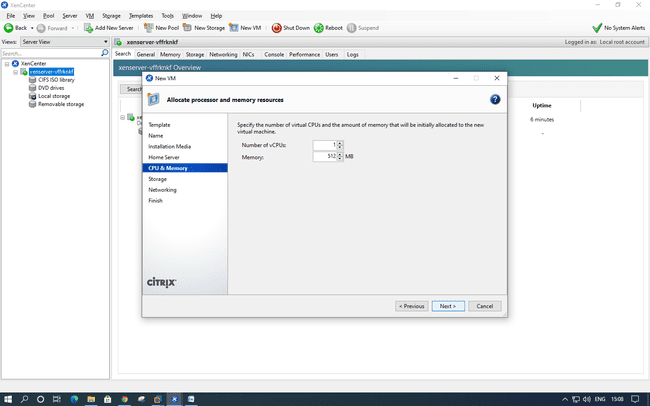 XenCenter
File View Pool Server VM Storage Templates Tools Window Help
Back Forward Add New Server New Pool New Storage New VM Shut Down Reboot Suspend No System Alerts
Views: Server View xenserver-vffrknkf Logged in as: Local root account
Search... Search General Memory Storage Networking NICs Console Performance Users Logs
XenCenter xenserver-vffrknkf Overview
xenserver-vffrknkf
CIFS ISO library
DVD drives
Local storage
Removable storage
Uptime
6 minutes
-
New VM
Allocate processor and memory resources
Template
Name
Installation Media
Home Server
CPU & Memory
Storage
Networking
Finish
CITRIX
Specify the number of virtual CPUs and the amount of memory that will be initially allocated to the new
virtual machine.
Number of vCPUs: 1
Memory: 512 MB
< Previous Next > Cancel
ENG 15:08